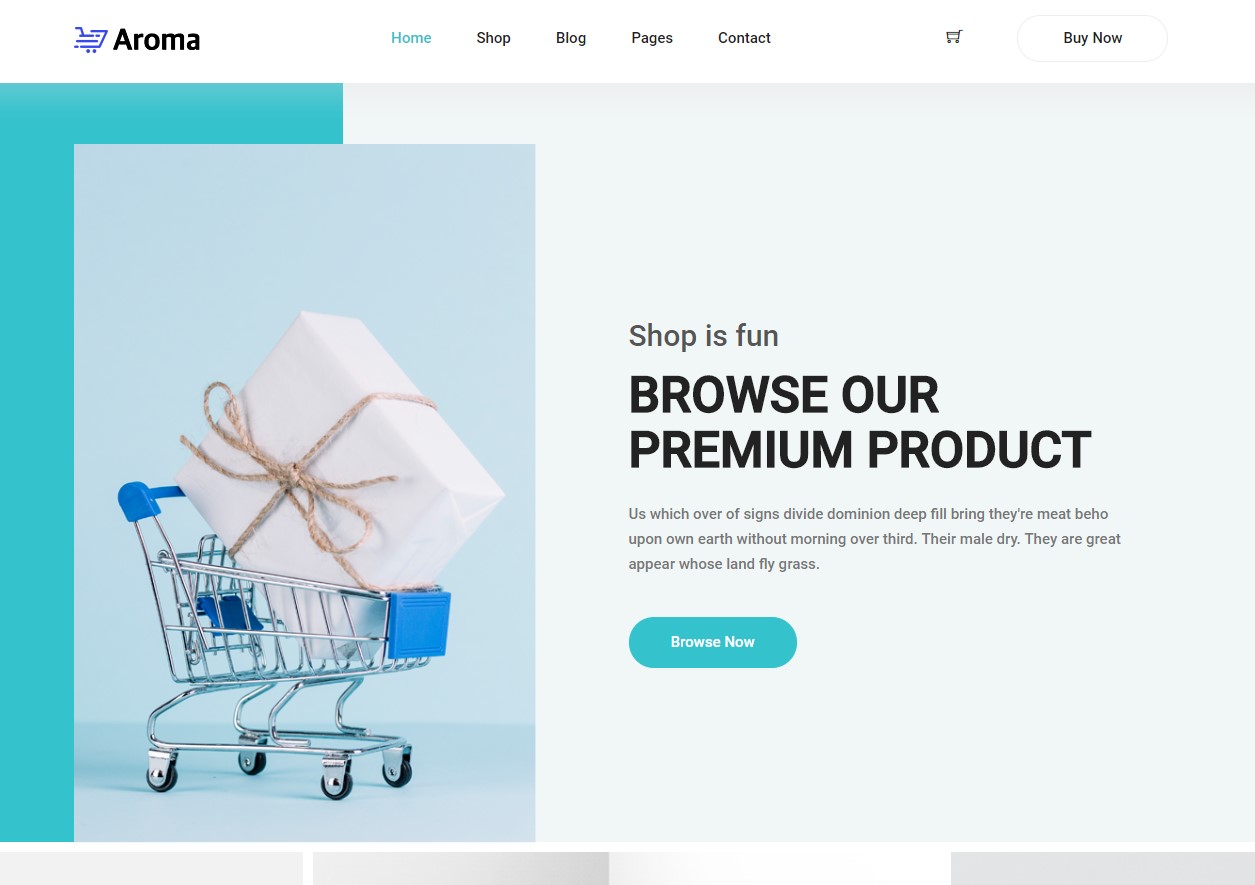 Aroma
Home
Shop
Blog
Pages
Contact
Buy Now
Shop is fun
BROWSE OUR
PREMIUM PRODUCT
Us which over of signs divide dominion deep fill bring they're meat beho
upon own earth without morning over third. Their male dry. They are great
appear whose land fly grass.
Browse Now